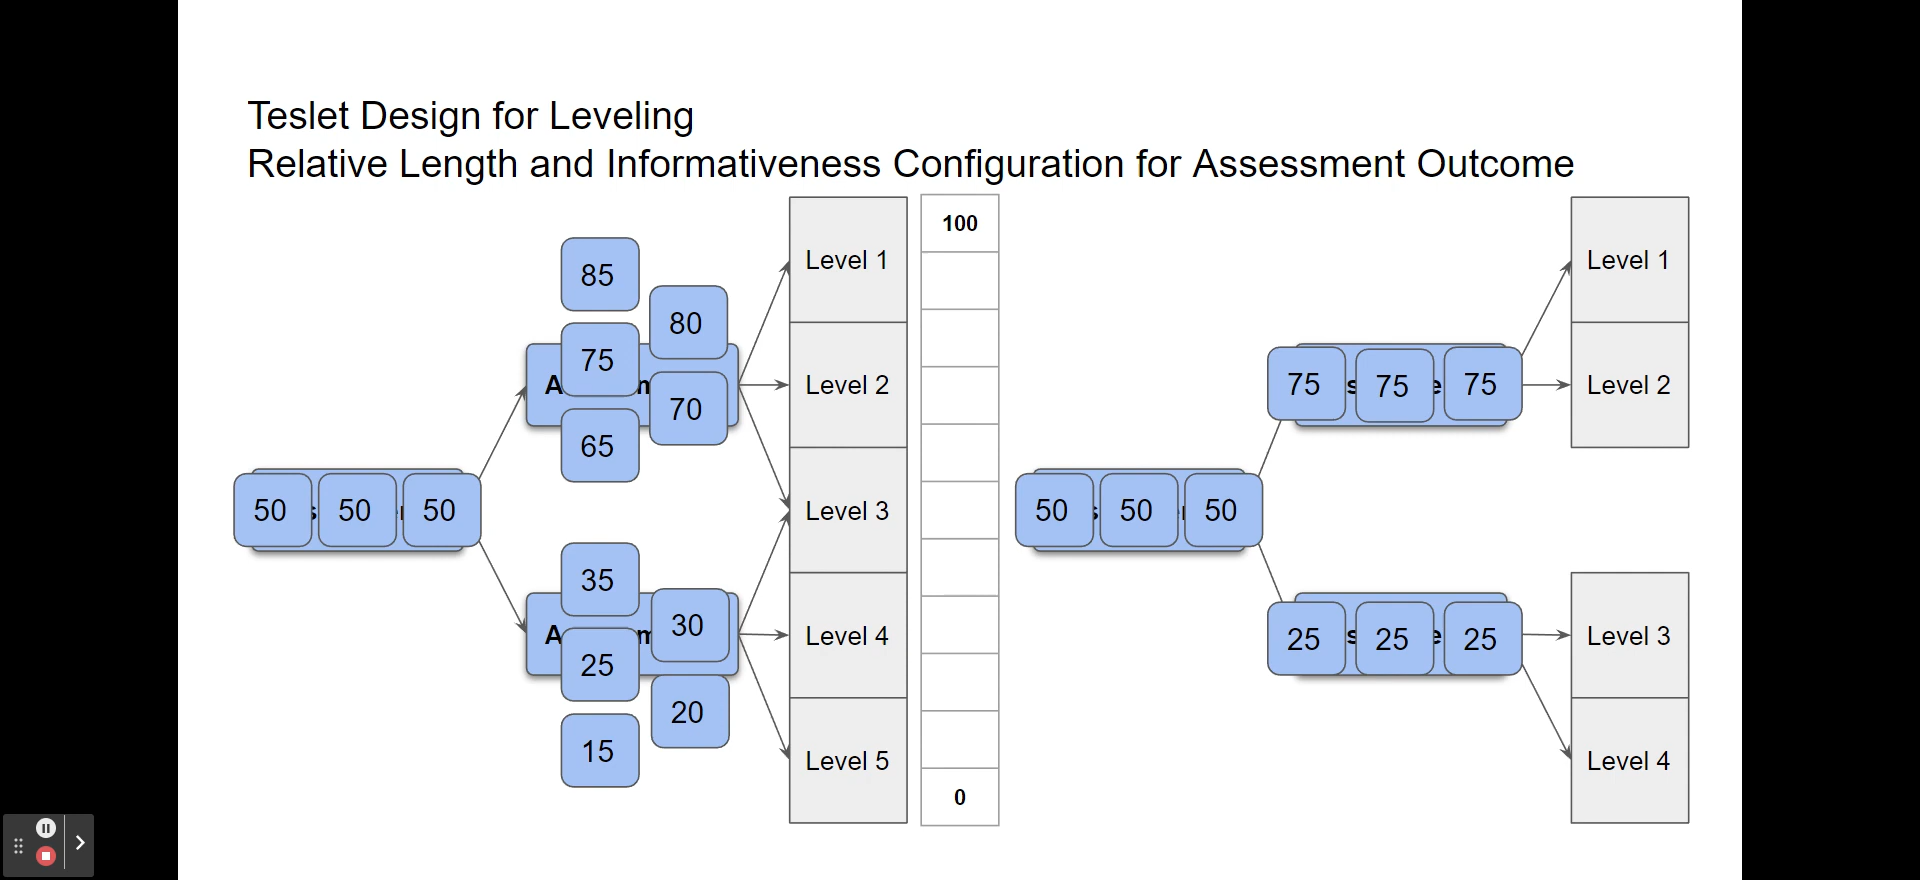 Teslet Design for Leveling
Relative Length and Informativeness Configuration for Assessment Outcome
85
80
75
70
65
50 50 50
35
30
25
20
15
Level 1
Level 2
Level 3
Level 4
Level 5
100
0
50 50 50
75 75 75
25 25 25
Level 1
Level 2
Level 3
Level 4